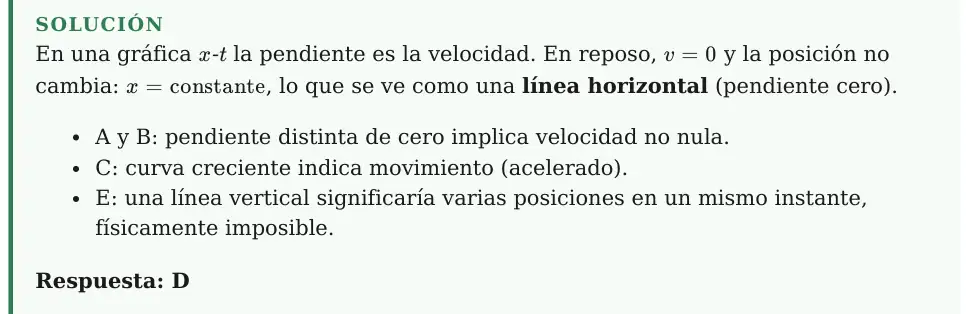 SOLUCIÓN
En una gráfica x-t la pendiente es la velocidad. En reposo, v = 0 y la posición no
cambia: x = constante, lo que se ve como una línea horizontal (pendiente cero).
• A y B: pendiente distinta de cero implica velocidad no nula.
• C: curva creciente indica movimiento (acelerado).
• E: una línea vertical significaría varias posiciones en un mismo instante,
físicamente imposible.
Respuesta: D